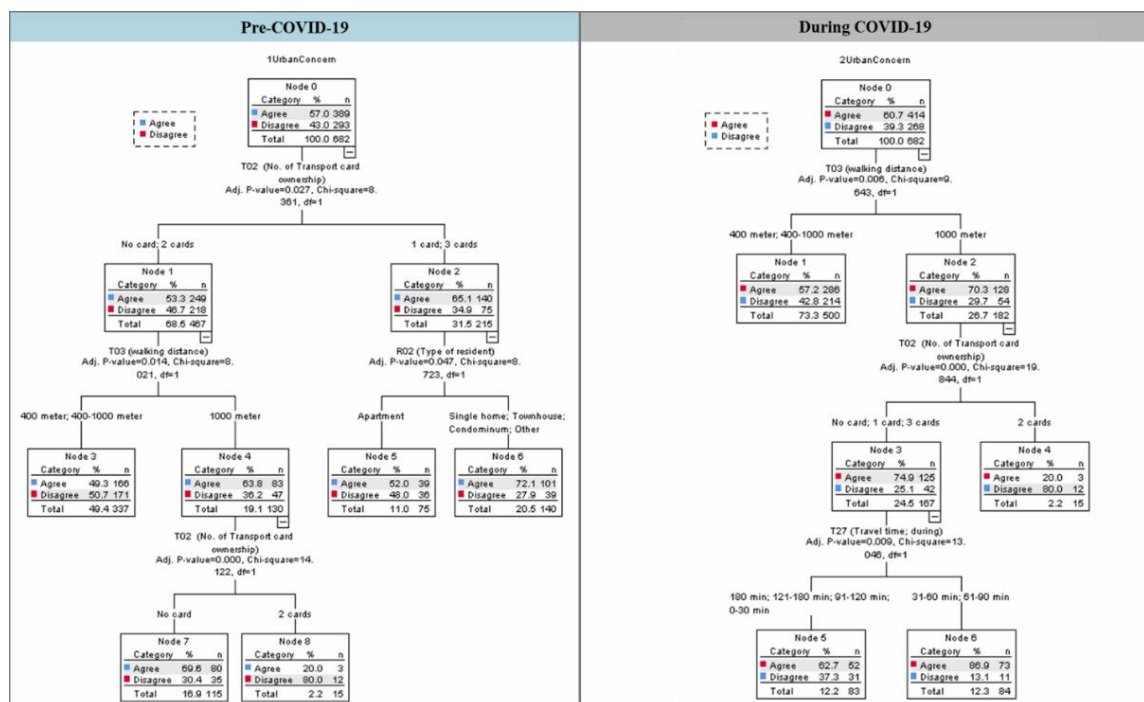 Pre-COVID-19
1UrbanConcern
Agree
Disagree
Node 0
Category % n
Agree 57.0 389
Disagree 43.0 293
Total 100.0 682
T02 (No. of Transport card
ownership)
Adj. P-value=0.027, Chi-square=8.
361, df=1
No card; 2 cards
1 card; 3 cards
Node 1
Category % n
Agree 53.3 249
Disagree 46.7 218
Total 68.5 467
Node 2
Category % n
Agree 65.1 140
Disagree 34.9 75
Total 31.5 215
T03 (walking distance)
Adj. P-value=0.014, Chi-square=8.
021, df=1
R02 (Type of resident)
Adj. P-value=0.047, Chi-square=8.
723, df=1
400 meter; 400-1000 meter
1000 meter
Apartment
Single home; Townhouse;
Condominum; Other
Node 3
Category % n
Agree 49.3 166
Disagree 50.7 171
Total 49.4 337
Node 4
Category % n
Agree 63.8 83
Disagree 36.2 47
Total 19.1 130
Node 5
Category % n
Agree 52.0 39
Disagree 48.0 36
Total 11.0 75
Node 6
Category % n
Agree 72.1 101
Disagree 27.9 39
Total 20.5 140
T02 (No. of Transport card
ownership)
Adj. P-value=0.000, Chi-square=14.
122, df=1
No card
2 cards
Node 7
Category % n
Agree 69.6 80
Disagree 30.4 35
Total 16.9 115
Node 8
Category % n
Agree 20.0 3
Disagree 80.0 12
Total 2.2 15
During COVID-19
2UrbanConcern
Agree
Disagree
Node 0
Category % n
Agree 60.7 414
Disagree 39.3 268
Total 100.0 682
T03 (walking distance)
Adj. P-value=0.006, Chi-square=9.
643, df=1
400 meter; 400-1000 meter
1000 meter
Node 1
Category % n
Agree 57.2 286
Disagree 42.8 214
Total 73.3 500
Node 2
Category % n
Agree 70.3 128
Disagree 29.7 54
Total 26.7 182
T02 (No. of Transport card
ownership)
Adj. P-value=0.000, Chi-square=19.
844, df=1
No card; 1 card; 3 cards
2 cards
Node 3
Category % n
Agree 74.9 125
Disagree 25.1 42
Total 24.5 167
Node 4
Category % n
Agree 20.0 3
Disagree 80.0 12
Total 2.2 15
T27 (Travel time; during)
Adj. P-value=0.009, Chi-square=13.
046, df=1
180 min; 121-180 min; 91-120 min;
0-30 min
31-60 min; 61-90 min
Node 5
Category % n
Agree 62.7 52
Disagree 37.3 31
Total 12.2 83
Node 6
Category % n
Agree 86.9 73
Disagree 13.1 11
Total 12.3 84